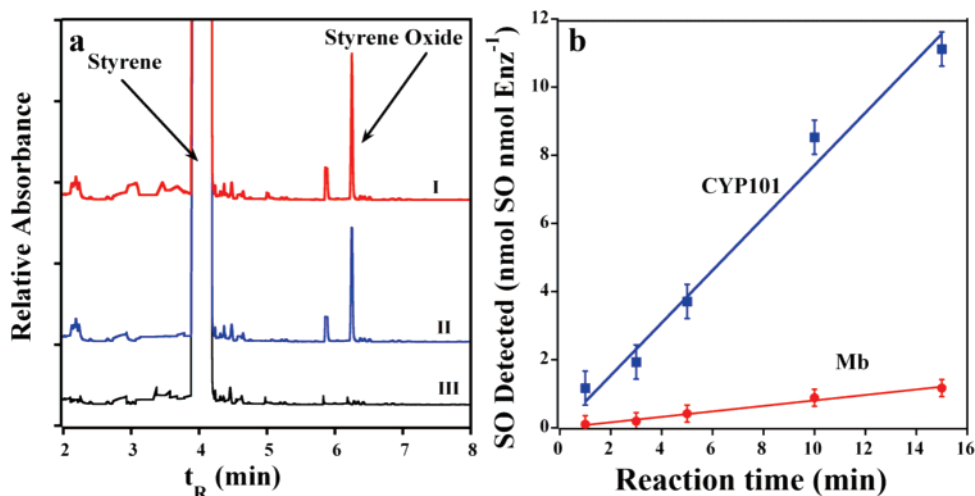 a
Styrene
Styrene Oxide
I
II
III
Relative Absorbance
2 3 4 5 6 7 8
t_R (min)
b
SO Detected (nmol SO nmol Enz⁻¹)
12
10
8
6
4
2
0
CYP101
Mb
0 2 4 6 8 10 12 14 16
Reaction time (min)